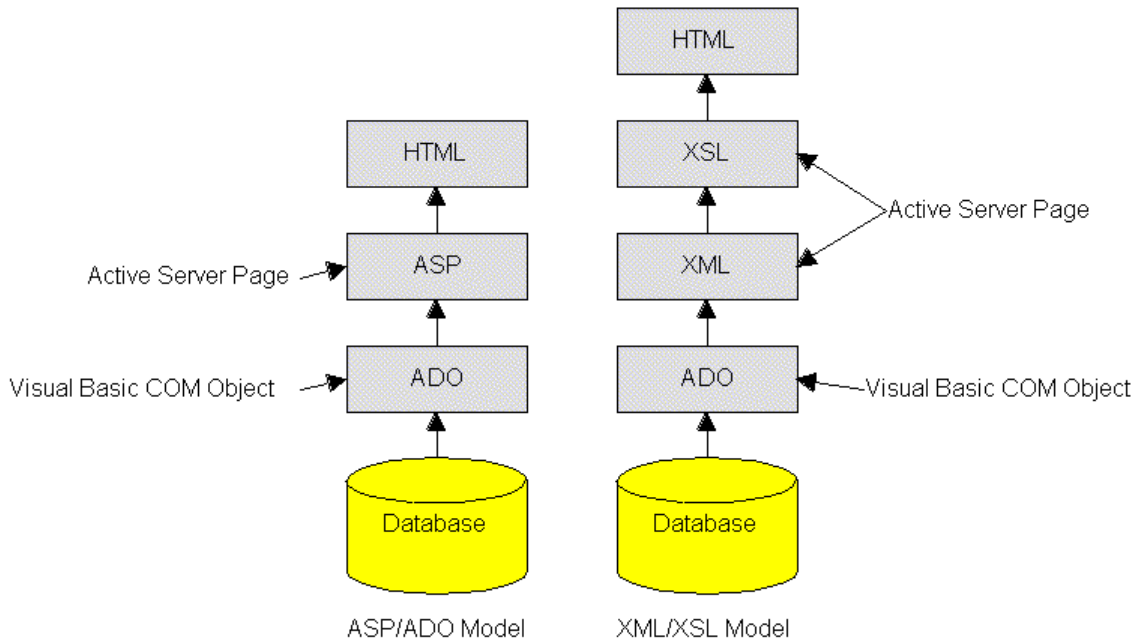 HTML
HTML
XSL
Active Server Page
Active Server Page
ASP
XML
Visual Basic COM Object
ADO
ADO
Visual Basic COM Object
Database
Database
ASP/ADO Model
XML/XSL Model